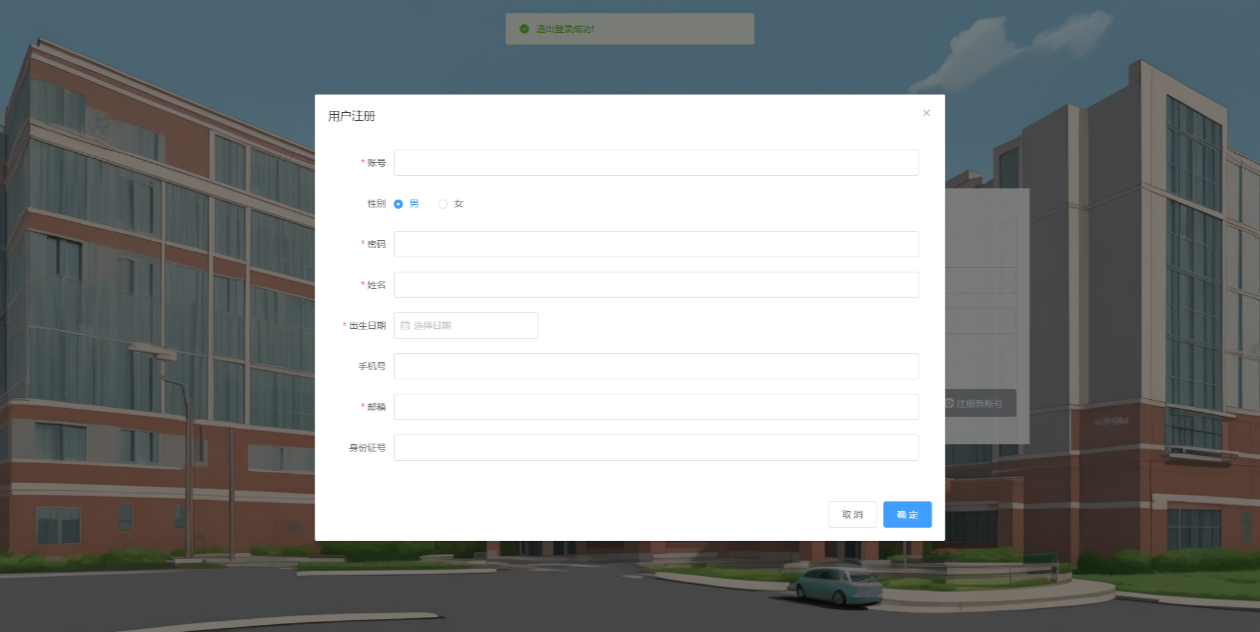 退出登录成功!
用户注册
* 账号
性别 男 女
* 密码
* 姓名
* 出生日期 选择日期
手机号
* 邮箱
身份证号
取 消 确 定
注册新账号